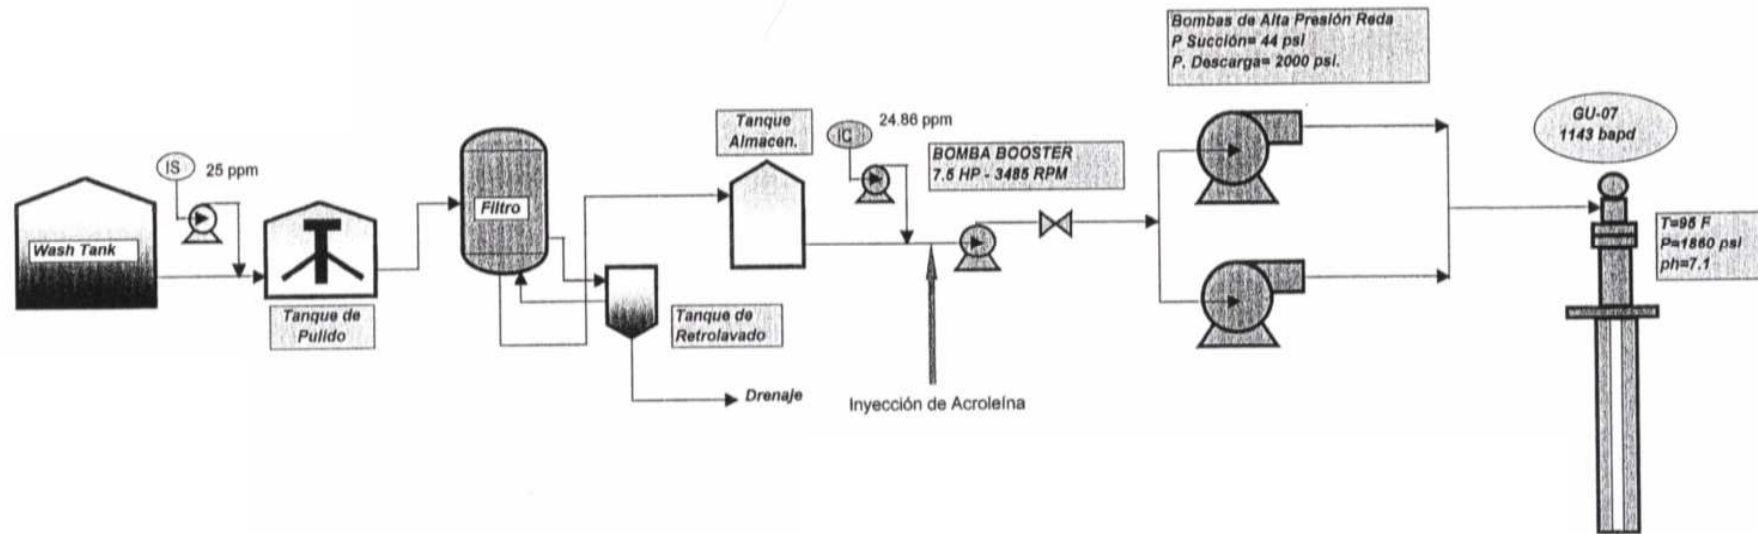 Bombas de Alta Presión Reda
P Succión= 44 psi
P. Descarga= 2000 psi.
GU-07
1143 bapd
Tanque
Almacen.
IC
24.86 ppm
BOMBA BOOSTER
7.5 HP - 3485 RPM
IS
25 ppm
Filtro
Wash Tank
T=95 F
P=1860 psi
ph=7.1
Tanque de
Pulido
Tanque de
Retrolavado
Drenaje
Inyección de Acroleína